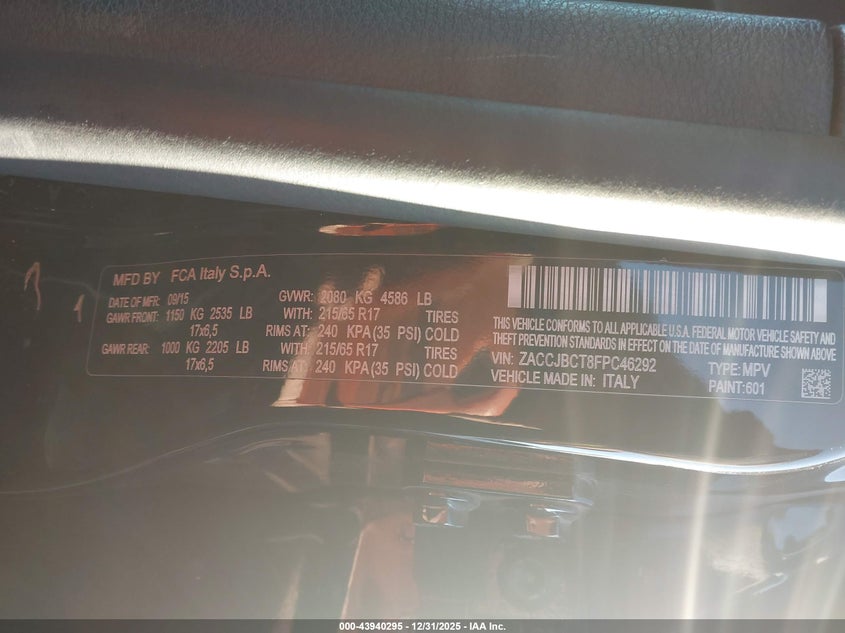 MFD BY FCA Italy S.p.A.
DATE OF MFR: 09/15 GVWR: 2080 KG 4586 LB
GAWR FRONT: 1150 KG 2535 LB WITH: 215/65 R17 TIRES
17x6,5 RIMS AT: 240 KPA (35 PSI) COLD
GAWR REAR: 1000 KG 2205 LB WITH: 215/65 R17 TIRES
17x6,5 RIMS AT: 240 KPA (35 PSI) COLD
THIS VEHICLE CONFORMS TO ALL APPLICABLE U.S.A. FEDERAL MOTOR VEHICLE SAFETY AND
THEFT PREVENTION STANDARDS IN EFFECT ON THE DATE OF MANUFACTURE SHOWN ABOVE
VIN: ZACCJBCT8FPC46292 TYPE: MPV
VEHICLE MADE IN: ITALY PAINT: 601
000-43940295 - 12/31/2025 - IAA Inc.